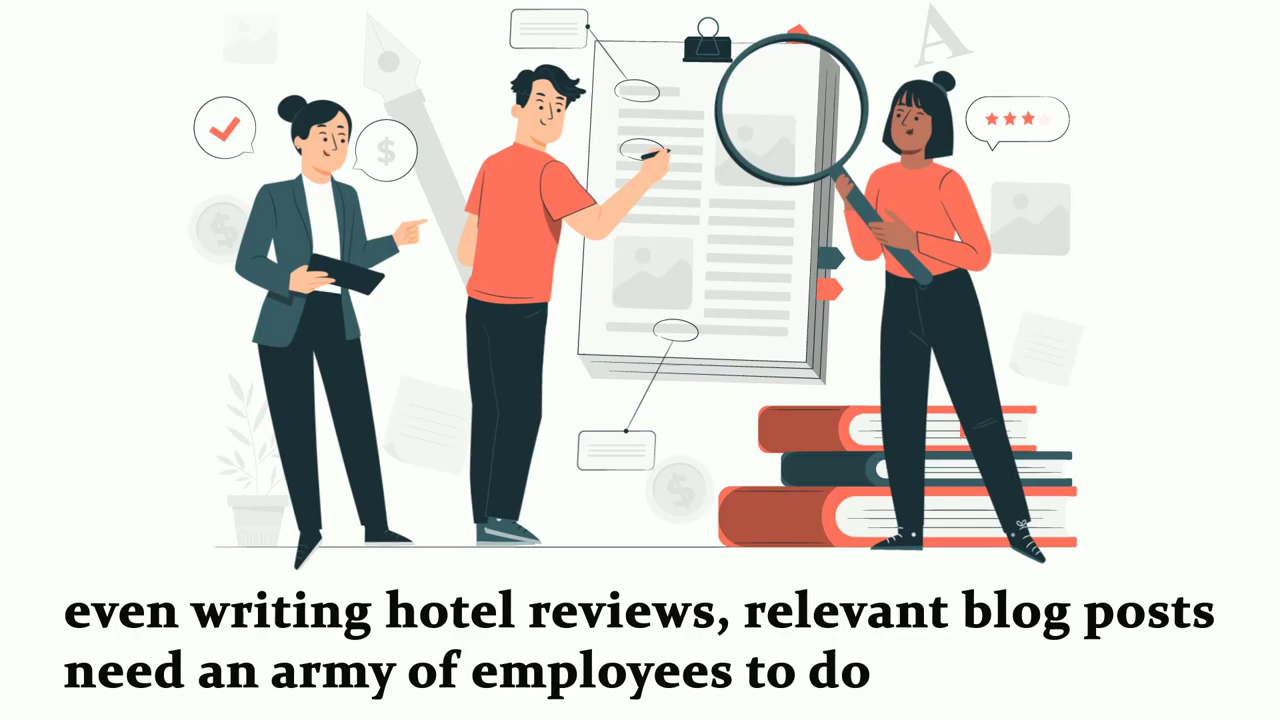 A
$
$
$
even writing hotel reviews, relevant blog posts
need an army of employees to do